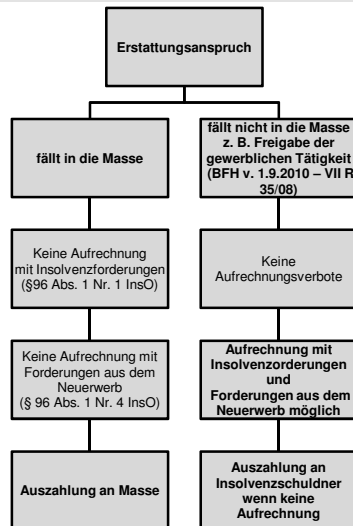 Erstattungsanspruch
fällt in die Masse
fällt nicht in die Masse
z. B. Freigabe der
gewerblichen Tätigkeit
(BFH v. 1.9.2010 – VII R
35/08)
Keine Aufrechnung
mit Insolvenzforderungen
(§96 Abs. 1 Nr. 1 InsO)
Keine
Aufrechnungsverbote
Keine Aufrechnung mit
Forderungen aus dem
Neuerwerb
(§ 96 Abs. 1 Nr. 4 InsO)
Aufrechnung mit
Insolvenzorderungen
und
Forderungen aus dem
Neuerwerb möglich
Auszahlung an Masse
Auszahlung an
Insolvenzschuldner
wenn keine
Aufrechnung